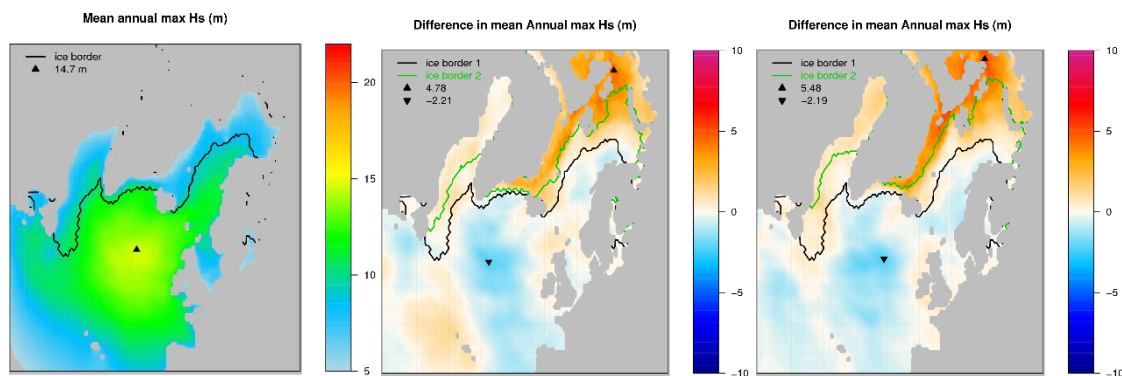 Mean annual max Hs (m)
ice border
14.7 m
20
15
10
5
Difference in mean Annual max Hs (m)
ice border 1
ice border 2
4.78
−2.21
10
5
0
−5
−10
Difference in mean Annual max Hs (m)
ice border 1
ice border 2
5.48
−2.19
10
5
0
−5
−10